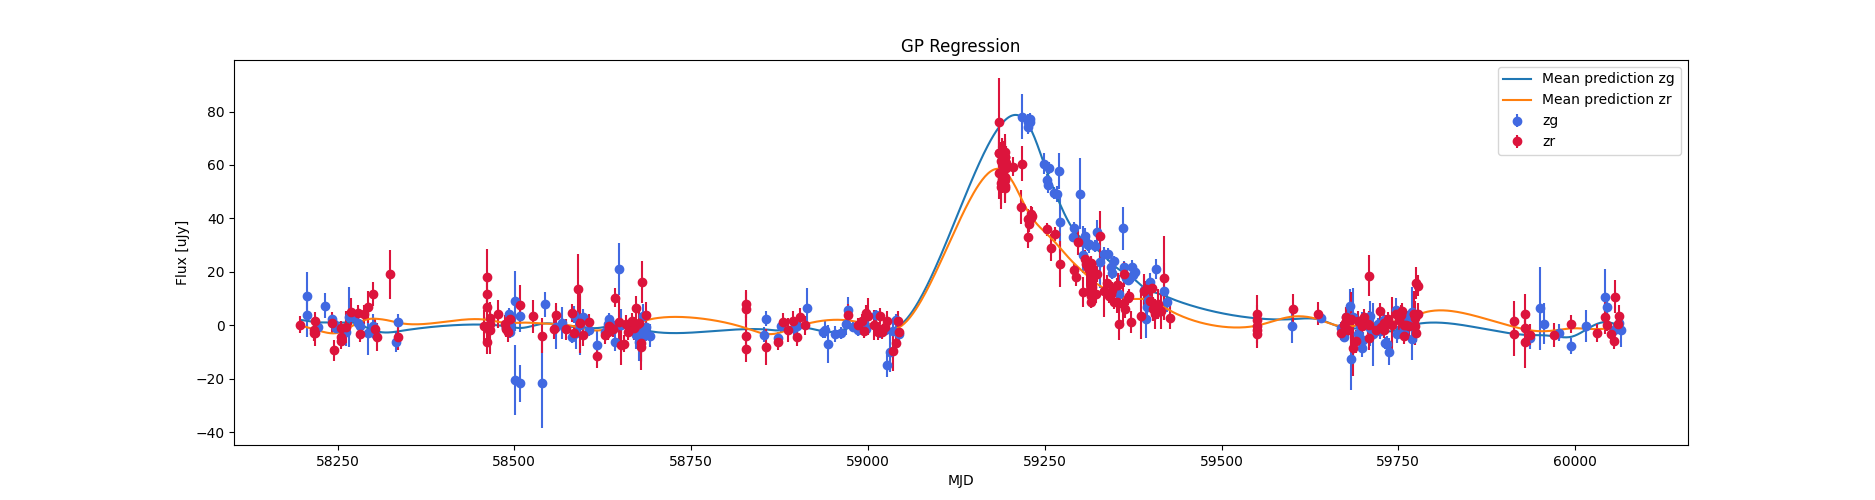 GP Regression
Flux [uJy]
80
60
40
20
0
−20
−40
58250
58500
58750
59000
59250
59500
59750
60000
MJD
Mean prediction zg
Mean prediction zr
zg
zr